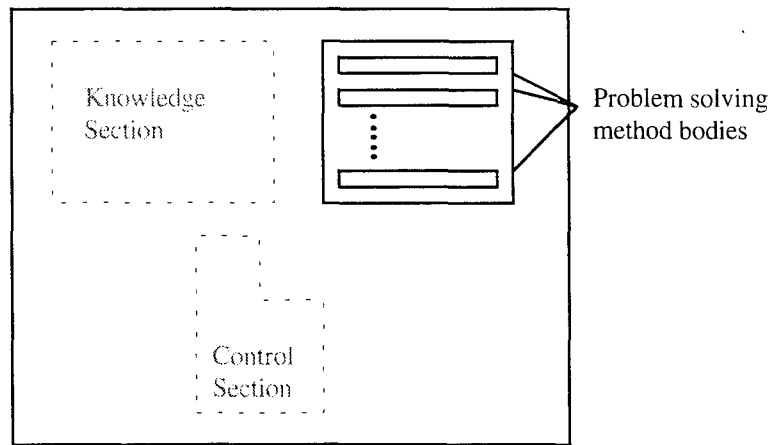 Knowledge
Section
Problem solving
method bodies
Control
Section